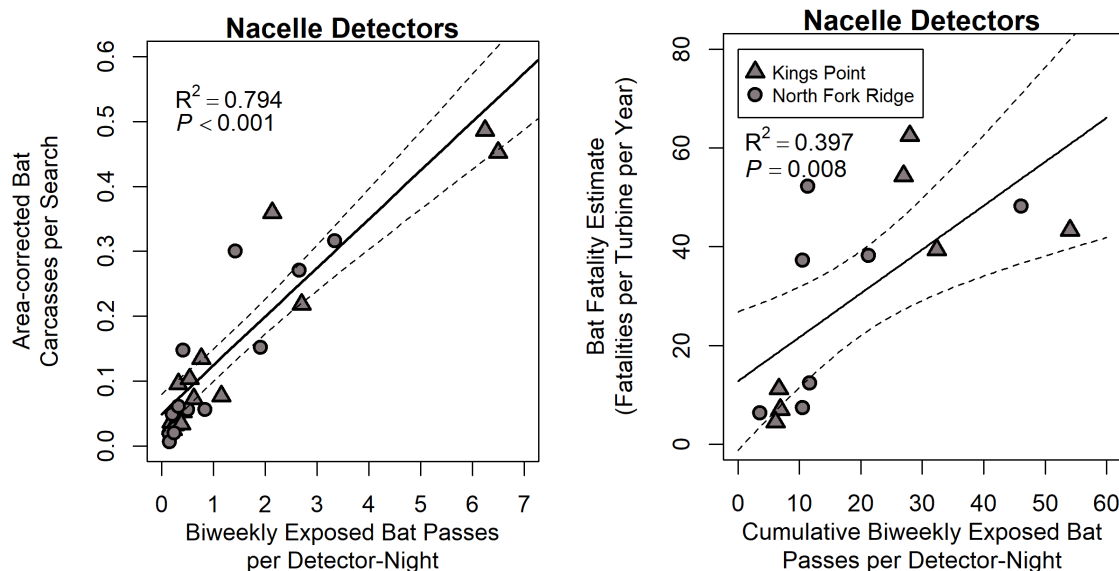 Nacelle Detectors
R² = 0.794
P < 0.001
Area-corrected Bat
Carcasses per Search
0.6
0.5
0.4
0.3
0.2
0.1
0.0
0 1 2 3 4 5 6 7
Biweekly Exposed Bat Passes
per Detector-Night
Nacelle Detectors
Kings Point
North Fork Ridge
R² = 0.397
P = 0.008
Bat Fatality Estimate
(Fatalities per Turbine per Year)
80
60
40
20
0
0 10 20 30 40 50 60
Cumulative Biweekly Exposed Bat
Passes per Detector-Night